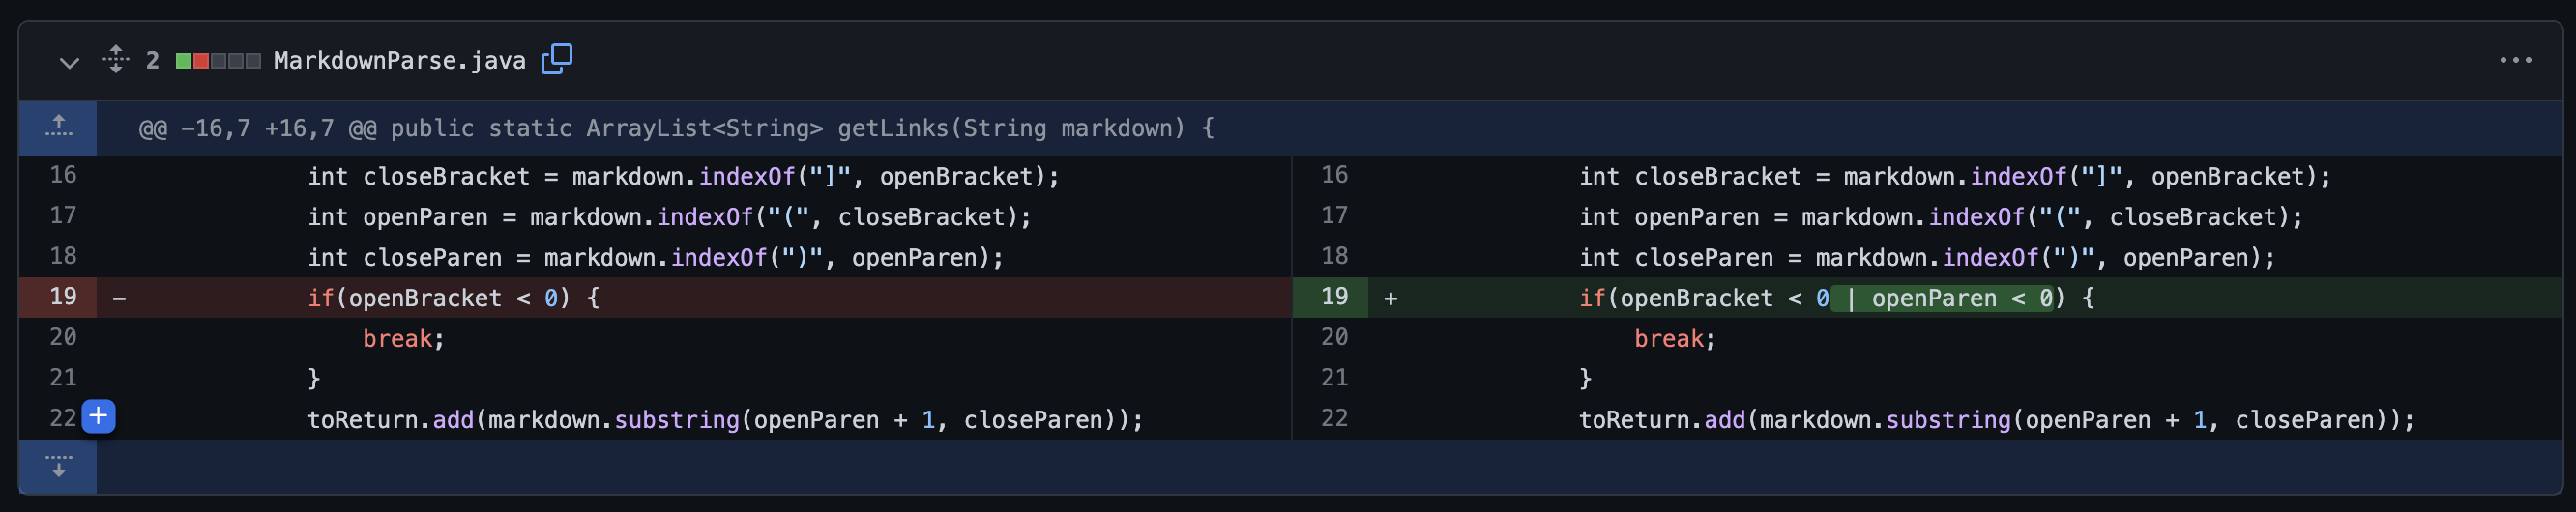 2 MarkdownParse.java
@@ -16,7 +16,7 @@ public static ArrayList<String> getLinks(String markdown) {
16 int closeBracket = markdown.indexOf("]", openBracket);
17 int openParen = markdown.indexOf("(", closeBracket);
18 int closeParen = markdown.indexOf(")", openParen);
19 - if(openBracket < 0) {
20 break;
21 }
22 toReturn.add(markdown.substring(openParen + 1, closeParen));
16 int closeBracket = markdown.indexOf("]", openBracket);
17 int openParen = markdown.indexOf("(", closeBracket);
18 int closeParen = markdown.indexOf(")", openParen);
19 + if(openBracket < 0 | openParen < 0) {
20 break;
21 }
22 toReturn.add(markdown.substring(openParen + 1, closeParen));